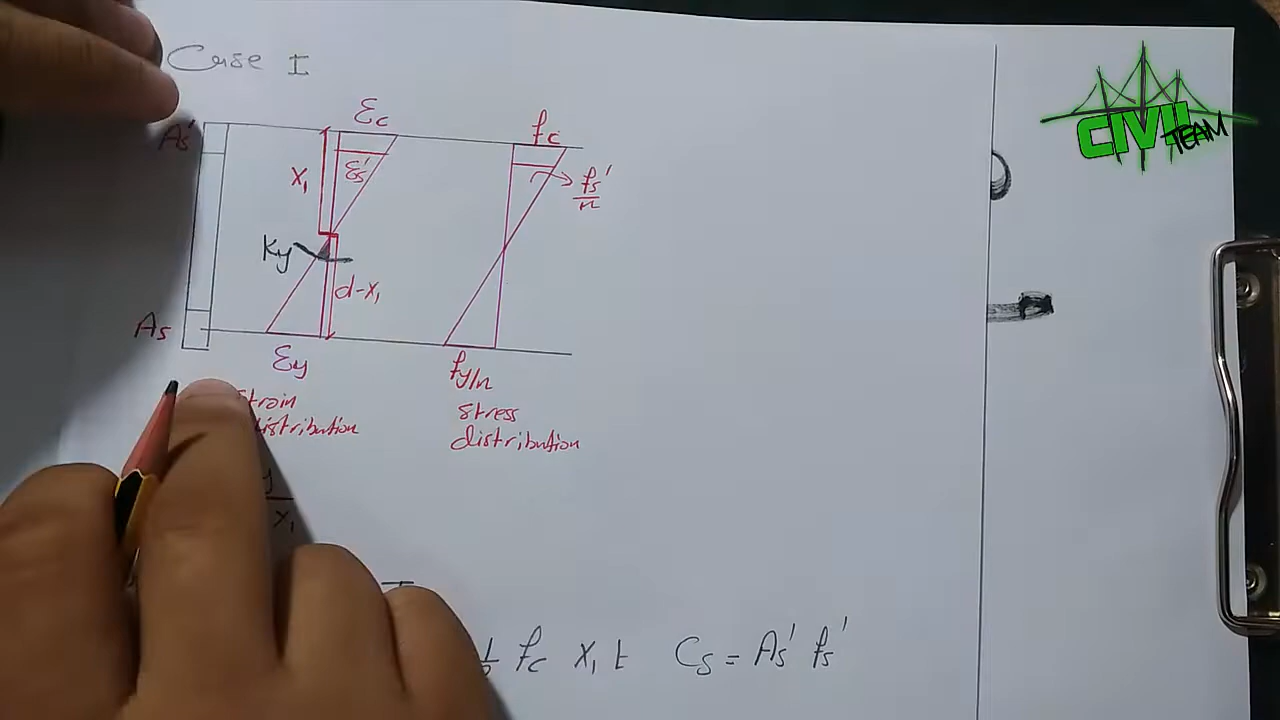 Case I
εc
fc
As'
εs'
X₁
fs'/n
Ky
d-X₁
As
εy
fy/n
strain distribution
stress
distribution
y/X₁
fc X₁ t Cs = As' fs'
CIVIL
TEAM